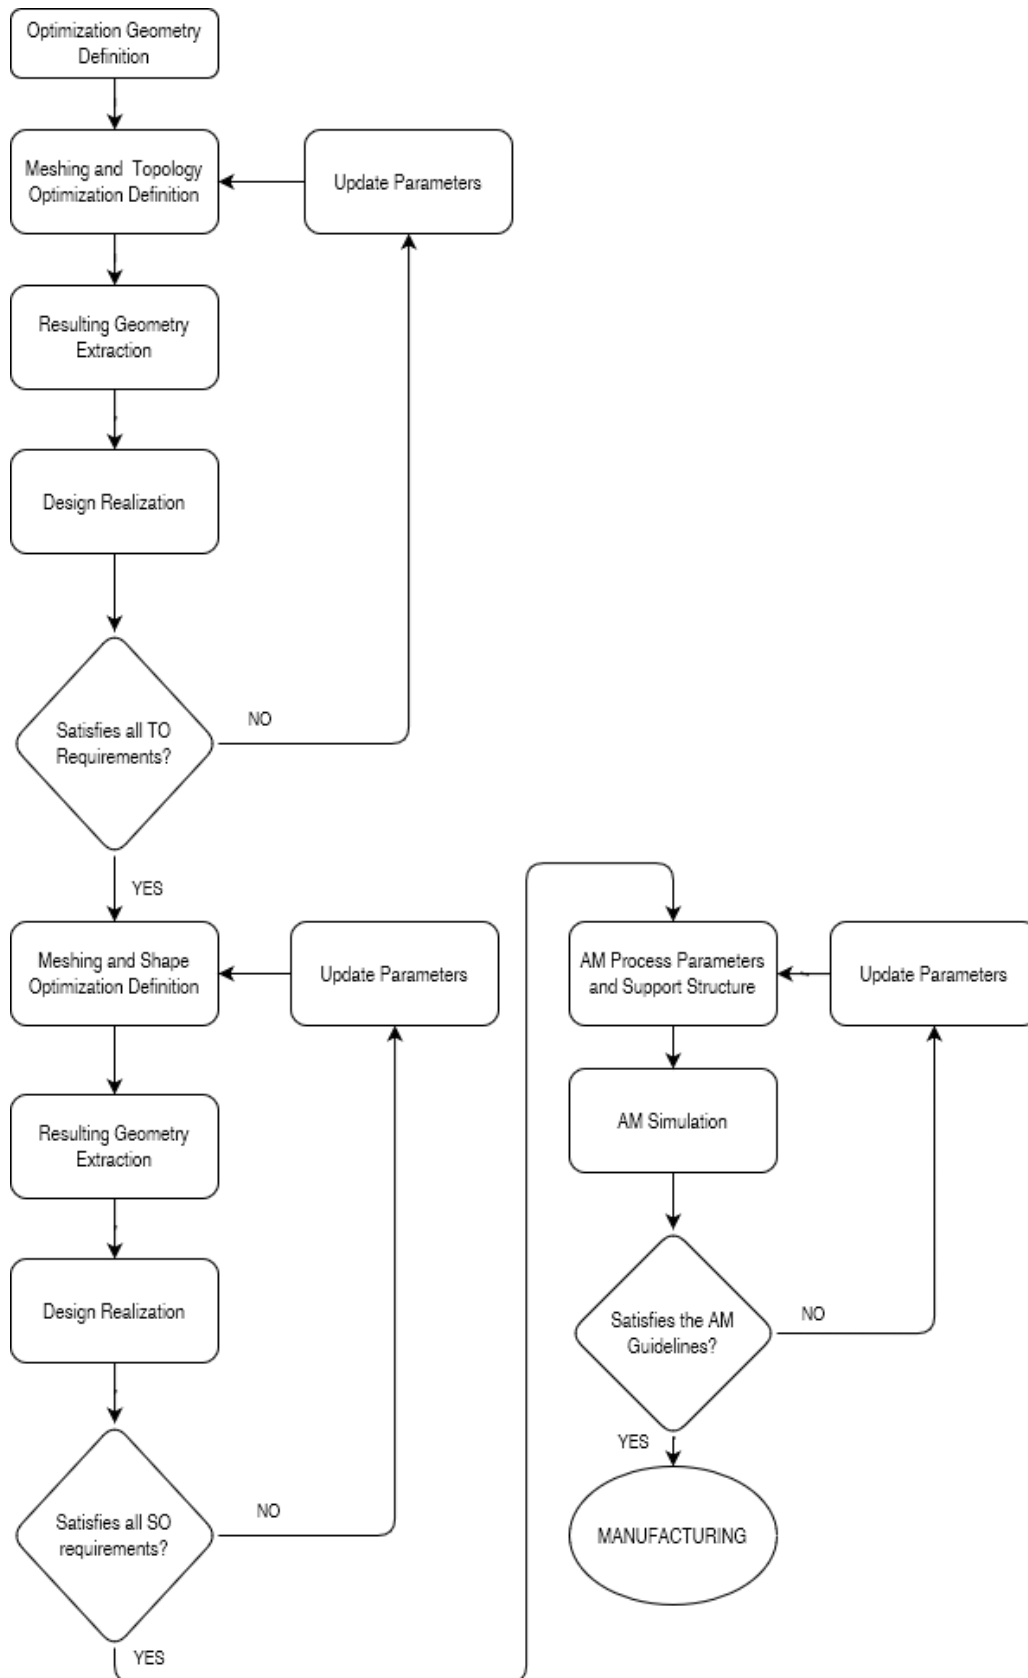 Optimization Geometry
Definition
Meshing and Topology
Optimization Definition
Update Parameters
Resulting Geometry
Extraction
Design Realization
Satisfies all TO
Requirements?
NO
YES
Meshing and Shape
Optimization Definition
Update Parameters
Resulting Geometry
Extraction
Design Realization
Satisfies all SO
requirements?
NO
YES
AM Process Parameters
and Support Structure
Update Parameters
AM Simulation
Satisfies the AM
Guidelines?
NO
YES
MANUFACTURING